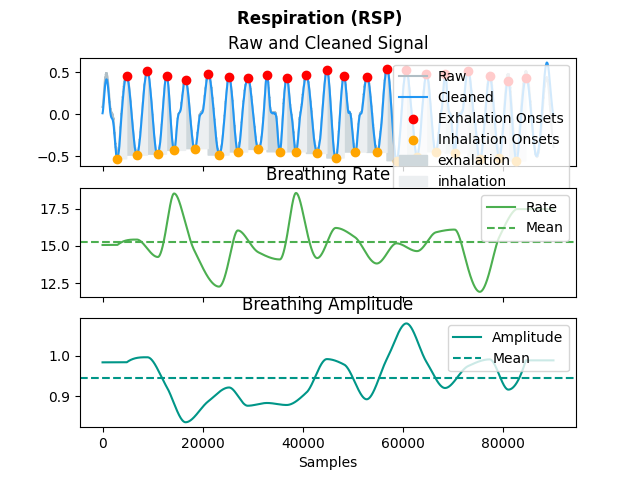 Respiration (RSP)
Raw and Cleaned Signal
0.5
0.0
−0.5
Raw
Cleaned
Exhalation Onsets
Inhalation Onsets
exhalation
inhalation
Breathing Rate
17.5
15.0
12.5
Rate
Mean
Breathing Amplitude
1.0
0.9
Amplitude
Mean
0 20000 40000 60000 80000
Samples